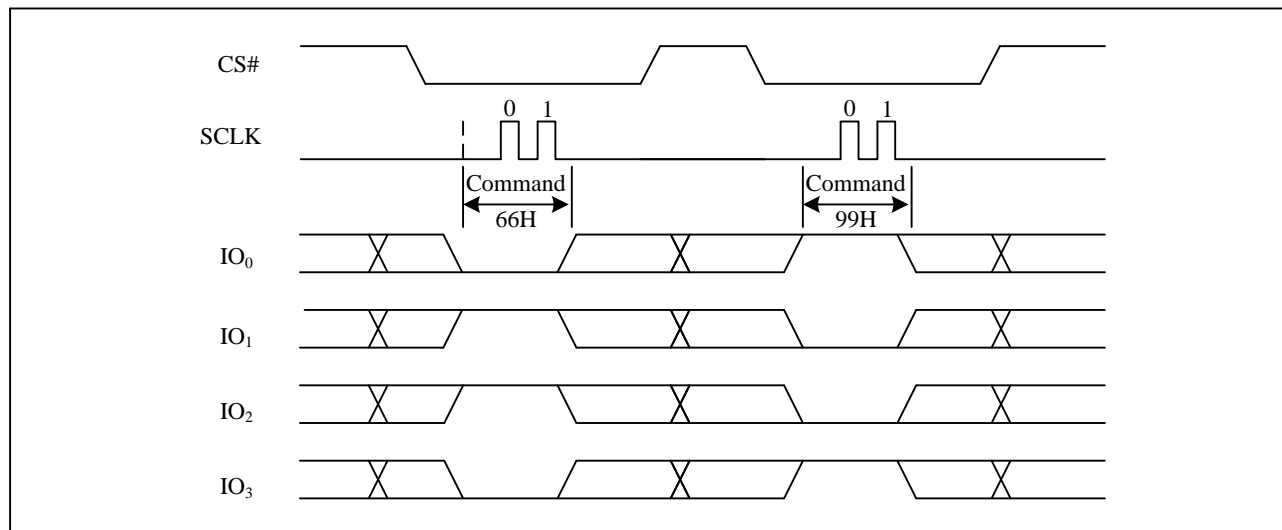 CS#
0 1 0 1
SCLK
Command Command
66H 99H
IO₀
IO₁
IO₂
IO₃